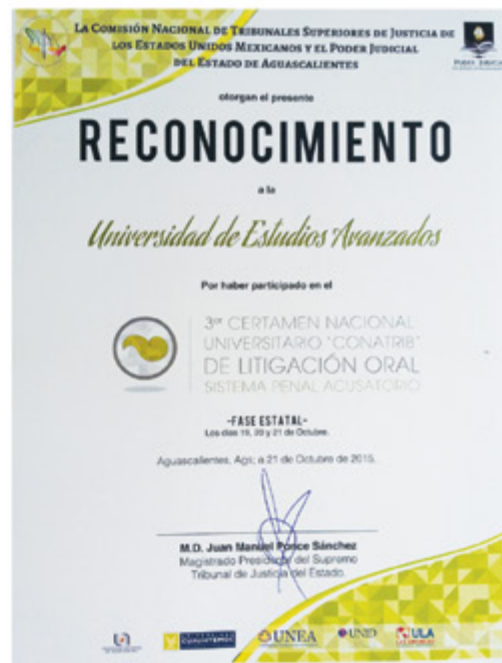 LA COMISIÓN NACIONAL DE TRIBUNALES SUPERIORES DE JUSTICIA DE
LOS ESTADOS UNIDOS MEXICANOS Y EL PODER JUDICIAL
DEL ESTADO DE AGUASCALIENTES
PODER JUDICIAL
otorgan el presente
RECONOCIMIENTO
a la
Universidad de Estudios Avanzados
Por haber participado en el
3er CERTAMEN NACIONAL
UNIVERSITARIO "CONATRIB"
DE LITIGACIÓN ORAL
SISTEMA PENAL ACUSATORIO
-FASE ESTATAL-
Los días 19, 20 y 21 de Octubre.
Aguascalientes, Ags; a 21 de Octubre de 2015.
M.D. Juan Manuel Ponce Sánchez
Magistrado Presidente del Supremo
Tribunal de Justicia del Estado.
CUAUHTEMOC
UNEA
UNID
ULA